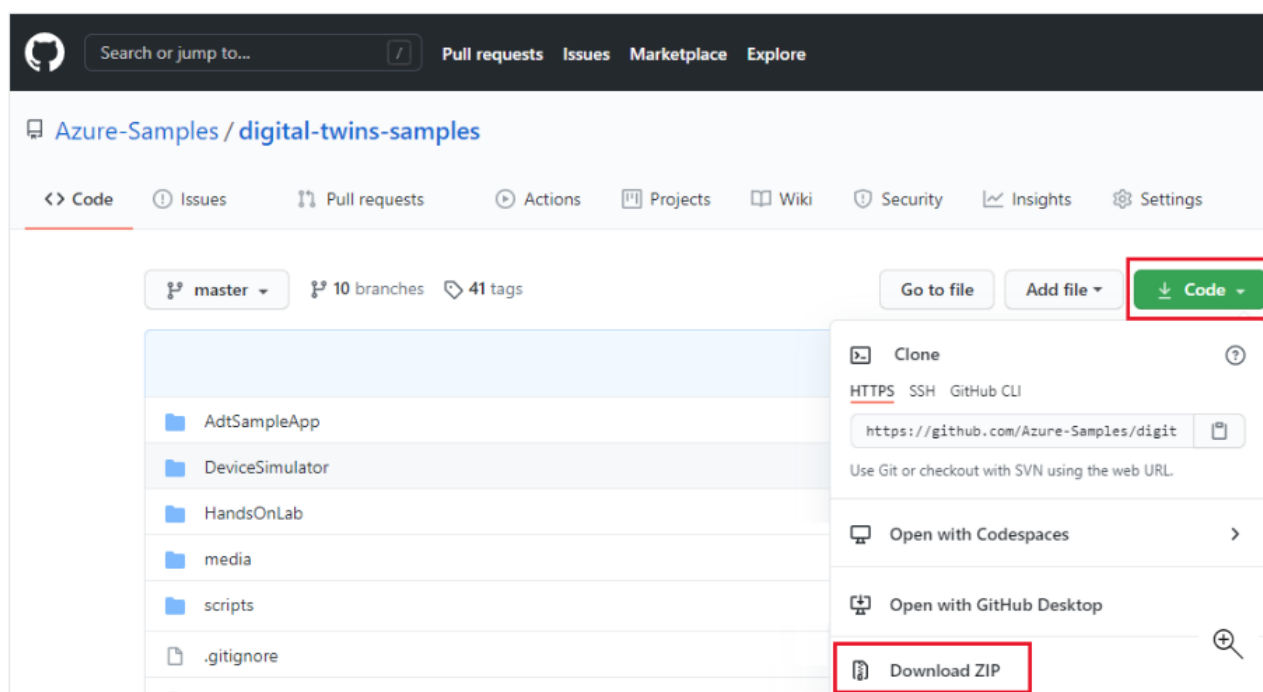 Search or jump to... /
Pull requests Issues Marketplace Explore
Azure-Samples / digital-twins-samples
<> Code Issues Pull requests Actions Projects Wiki Security Insights Settings
master 10 branches 41 tags Go to file Add file Code
Clone
HTTPS SSH GitHub CLI
https://github.com/Azure-Samples/digit
Use Git or checkout with SVN using the web URL.
Open with Codespaces
Open with GitHub Desktop
Download ZIP
AdtSampleApp
DeviceSimulator
HandsOnLab
media
scripts
.gitignore